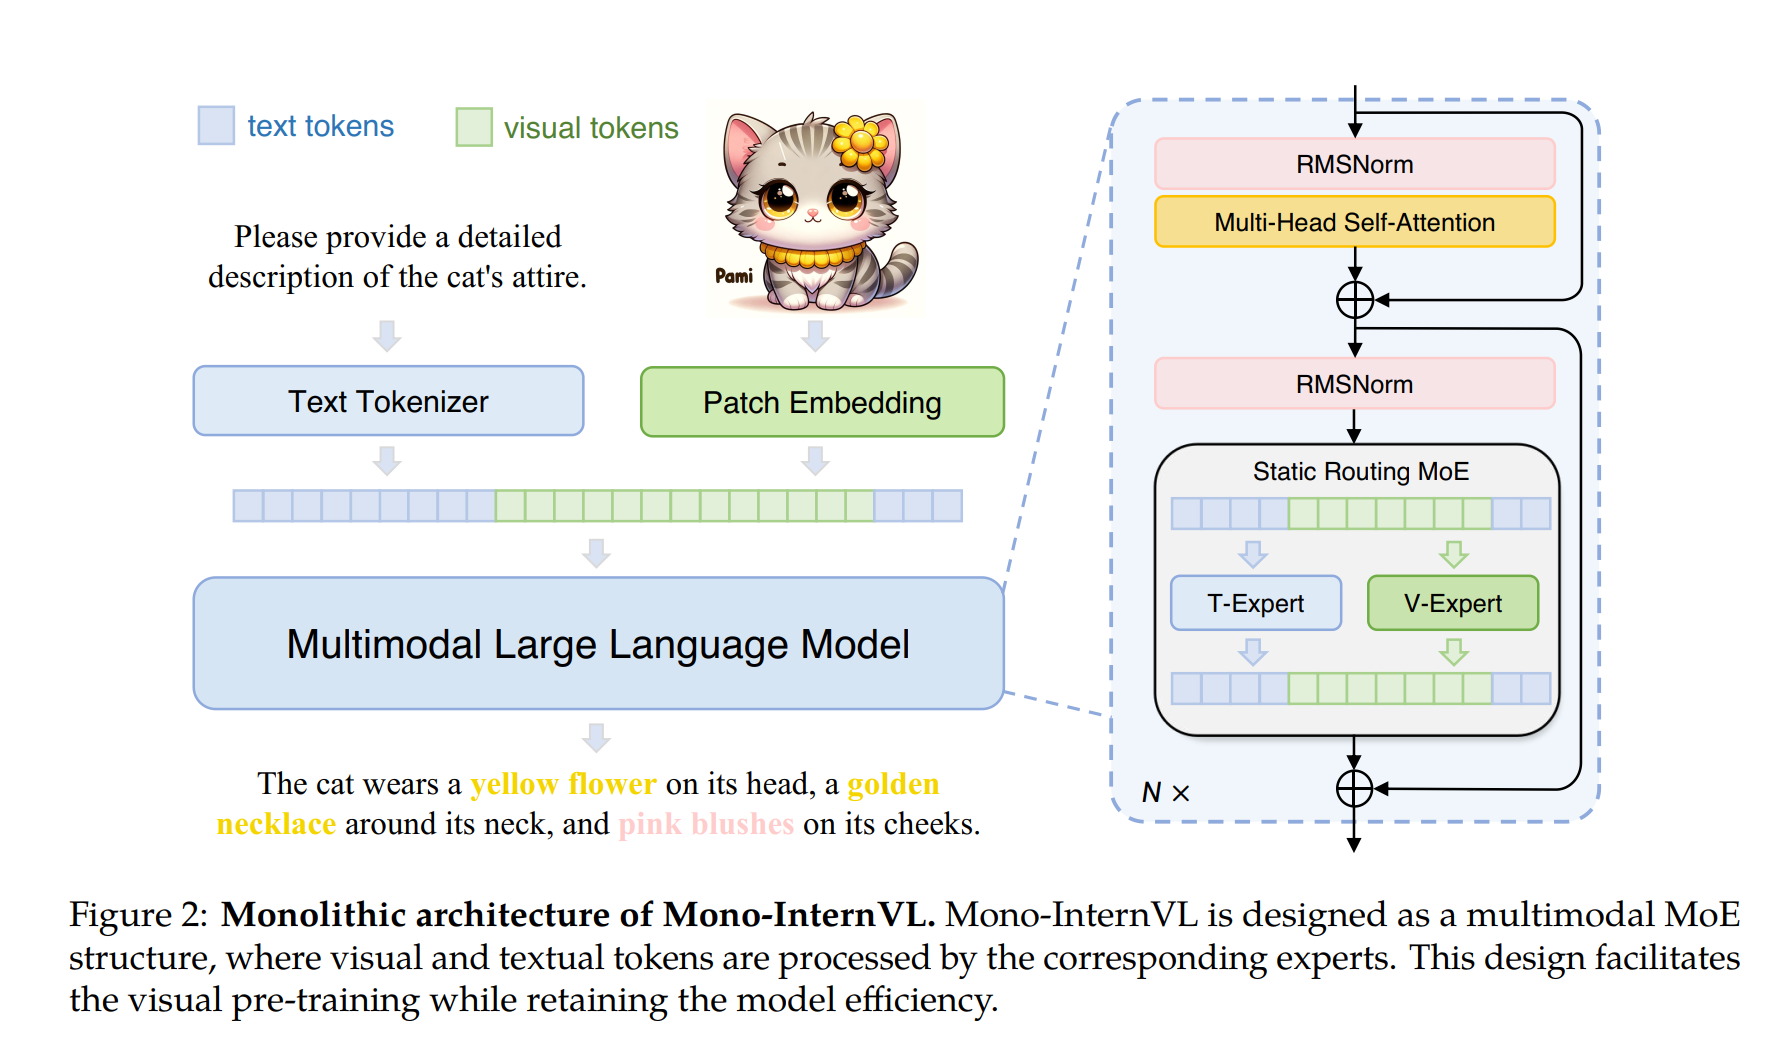 text tokens
visual tokens
Please provide a detailed
description of the cat's attire.
Pami
Text Tokenizer
Patch Embedding
Multimodal Large Language Model
The cat wears a yellow flower on its head, a golden
necklace around its neck, and pink blushes on its cheeks.
RMSNorm
Multi-Head Self-Attention
RMSNorm
Static Routing MoE
T-Expert
V-Expert
N ×
Figure 2: Monolithic architecture of Mono-InternVL. Mono-InternVL is designed as a multimodal MoE
structure, where visual and textual tokens are processed by the corresponding experts. This design facilitates
the visual pre-training while retaining the model efficiency.